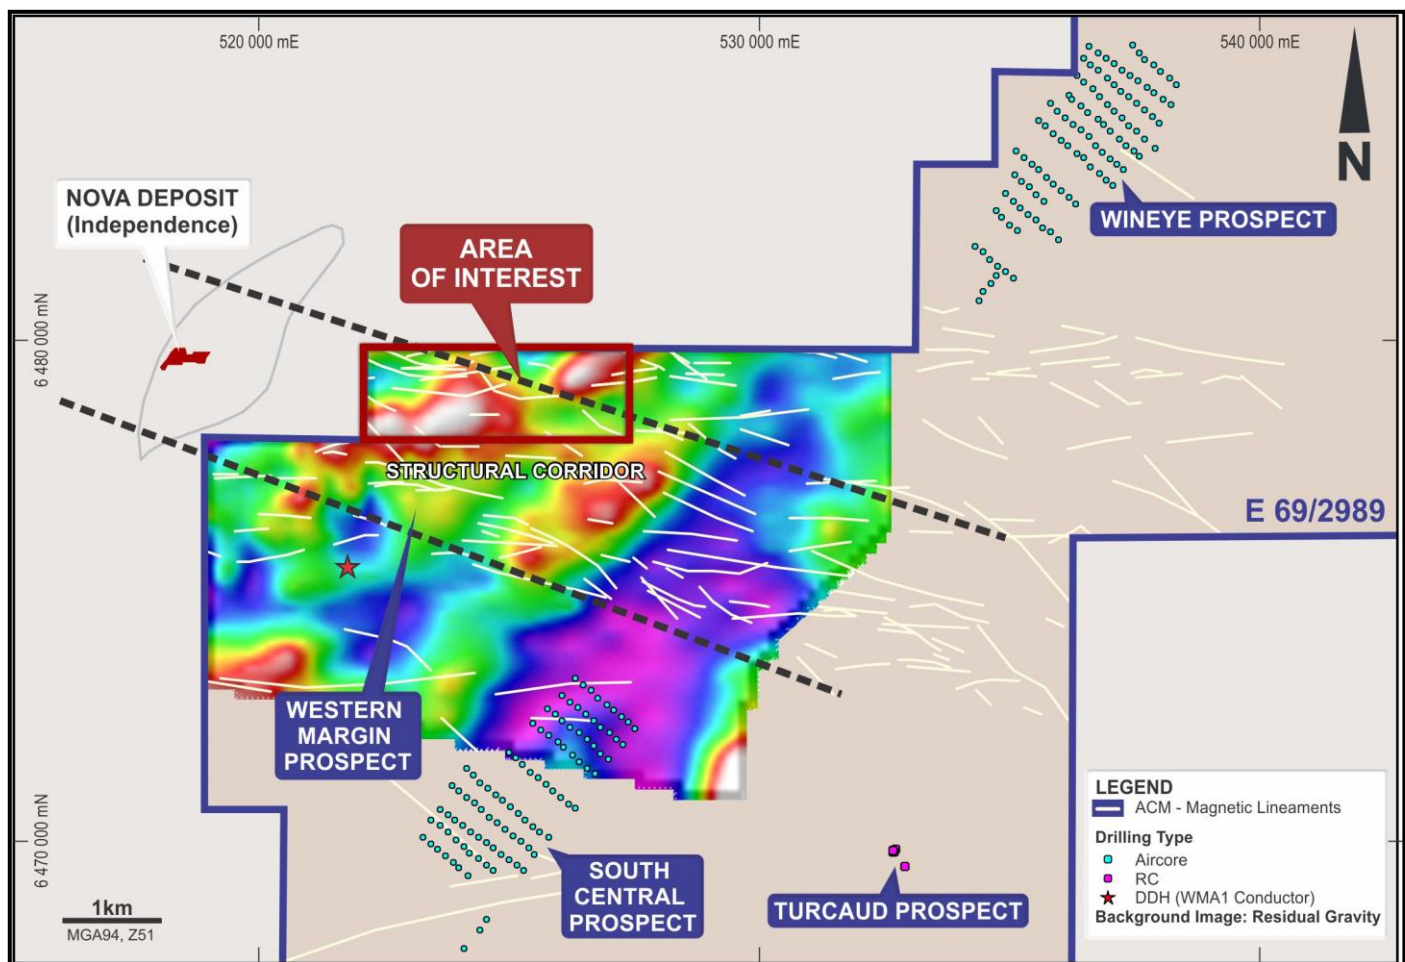 520 000 mE
530 000 mE
540 000 mE
N
NOVA DEPOSIT
(Independence)
AREA
OF INTEREST
WINEYE PROSPECT
6 480 000 mN
STRUCTURAL CORRIDOR
E 69/2989
WESTERN
MARGIN
PROSPECT
6 470 000 mN
SOUTH
CENTRAL
PROSPECT
TURCAUD PROSPECT
1km
MGA94, Z51
LEGEND
ACM - Magnetic Lineaments
Drilling Type
Aircore
RC
DDH (WMA1 Conductor)
Background Image: Residual Gravity